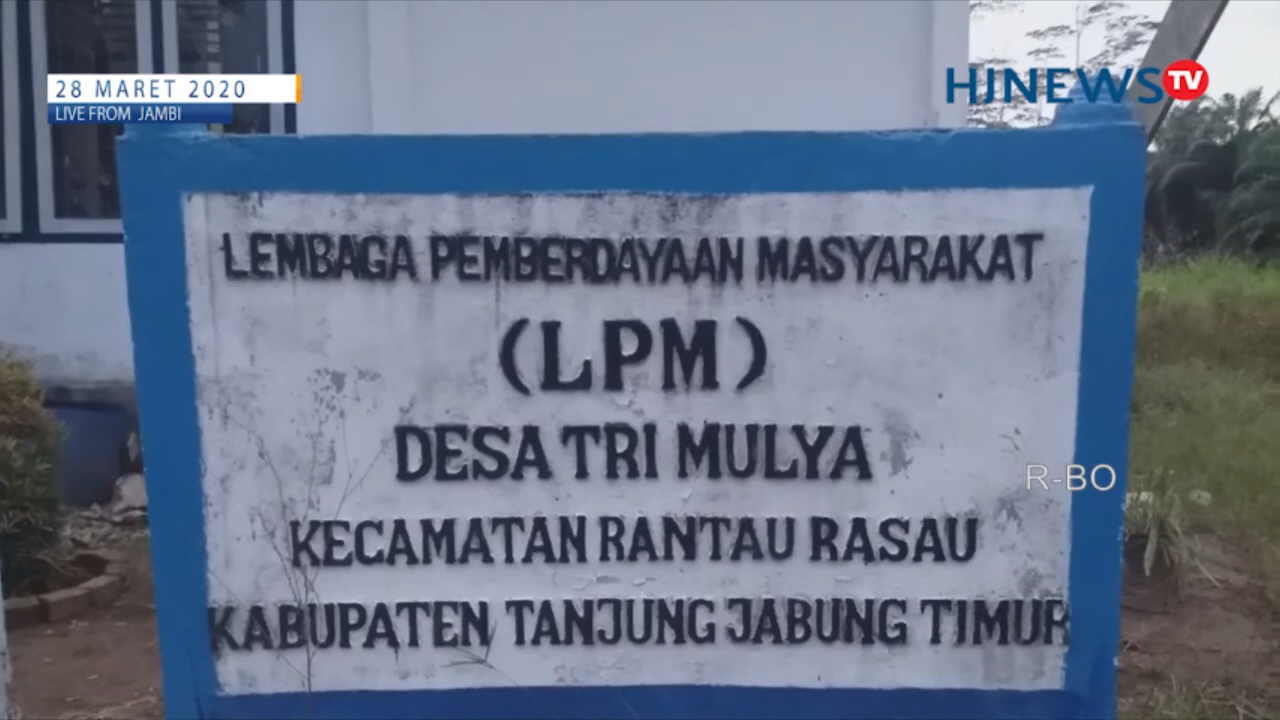 28 MARET 2020
LIVE FROM JAMBI
HJNEWS TV
LEMBAGA PEMBERDAYAAN MASYARAKAT
(LPM)
DESA TRI MULYA
R-BO
KECAMATAN RANTAU RASAU
KABUPATEN TANJUNG JABUNG TIMUR